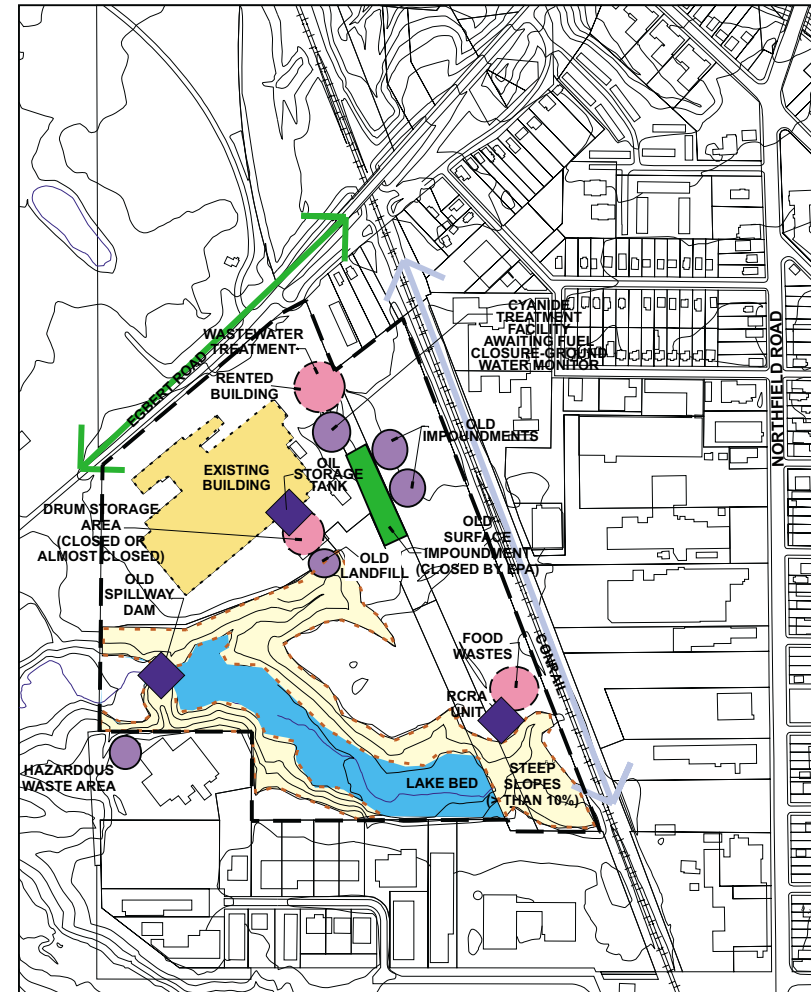 CYANIDE
TREATMENT
FACILITY
AWAITING FUEL
CLOSURE-GROUND
WATER MONITOR
WASTEWATER
TREATMENT
RENTED
BUILDING
EGBERT ROAD
NORTHFIELD ROAD
OLD
IMPOUNDMENTS
EXISTING
BUILDING
OIL
STORAGE
TANK
DRUM STORAGE
AREA
(CLOSED OR
ALMOST CLOSED)
OLD
SURFACE
IMPOUNDMENT
(CLOSED BY EPA)
OLD
LANDFILL
OLD
SPILLWAY
DAM
FOOD
WASTES
CONRAIL
RCRA
UNIT
HAZARDOUS
WASTE AREA
LAKE BED
STEEP
SLOPES
(> THAN 10%)